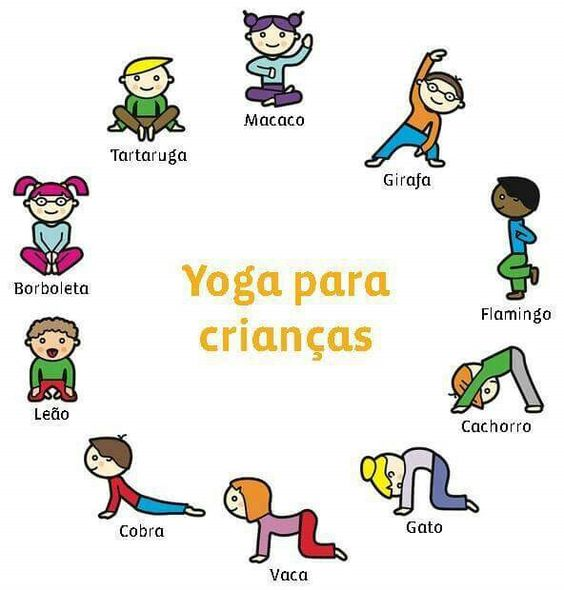 Macaco
Tartaruga
Girafa
Borboleta
Yoga para
crianças
Flamingo
Leão
Cachorro
Cobra
Gato
Vaca